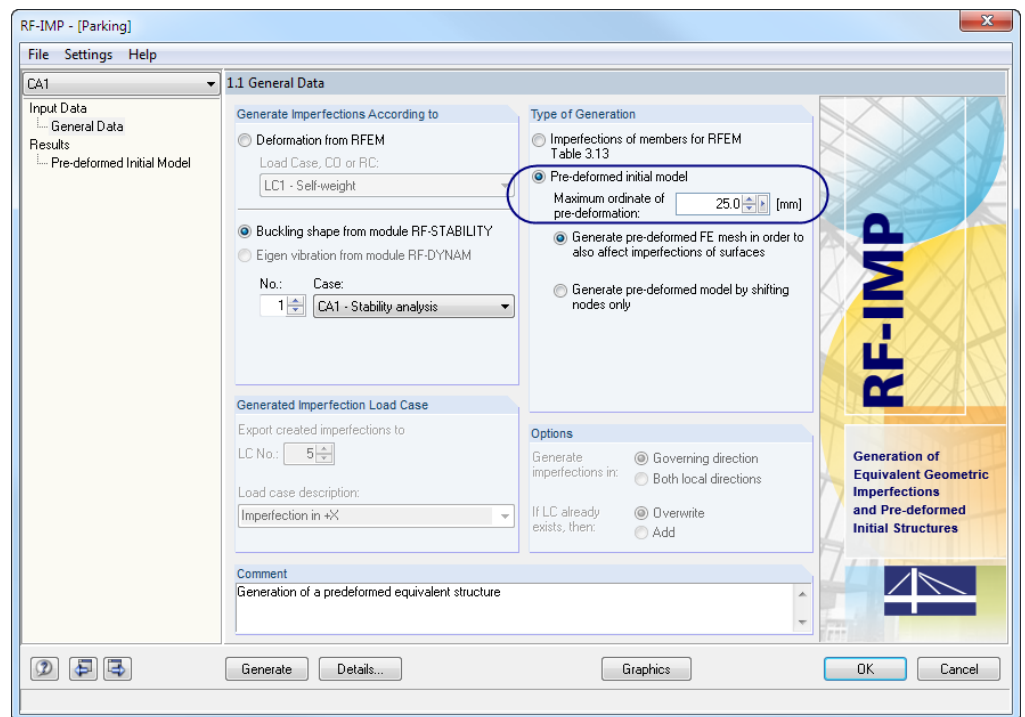 RF-IMP - [Parking]
File Settings Help
CA1
Input Data
General Data
Results
Pre-deformed Initial Model
1.1 General Data
Generate Imperfections According to
Deformation from RFEM
Load Case, CO or RC:
LC1 - Self-weight
Buckling shape from module RF-STABILITY
Eigen vibration from module RF-DYNAM
No.: Case:
1 CA1 - Stability analysis
Type of Generation
Imperfections of members for RFEM
Table 3.13
Pre-deformed initial model
Maximum ordinate of
pre-deformation:
25.0 [mm]
Generate pre-deformed FE mesh in order to
also affect imperfections of surfaces
Generate pre-deformed model by shifting
nodes only
Generated Imperfection Load Case
Export created imperfections to
LC No.: 5
Load case description:
Imperfection in +X
Options
Generate
imperfections in:
Governing direction
Both local directions
If LC already
exists, then:
Overwrite
Add
Comment
Generation of a predeformed equivalent structure
RF-IMP
Generation of
Equivalent Geometric
Imperfections
and Pre-deformed
Initial Structures
Generate Details... Graphics OK Cancel